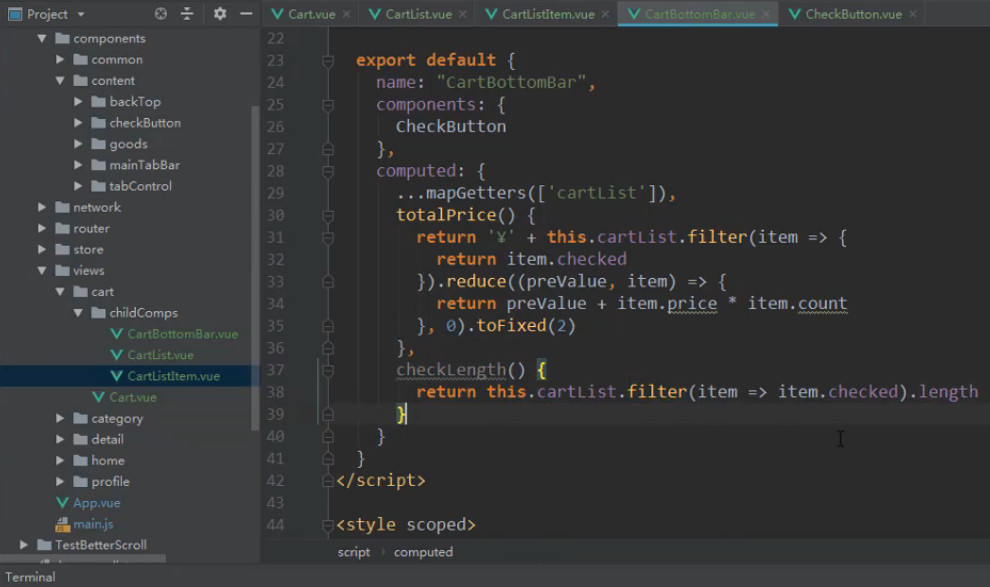 Project
Cart.vue
CartList.vue
CartListItem.vue
CartBottomBar.vue
CheckButton.vue
components
common
content
backTop
checkButton
goods
mainTabBar
tabControl
network
router
store
views
cart
childComps
CartBottomBar.vue
CartList.vue
CartListItem.vue
Cart.vue
category
detail
home
profile
App.vue
main.js
TestBetterScroll
22
23 export default {
24 name: "CartBottomBar",
25 components: {
26 CheckButton
27 },
28 computed: {
29 ...mapGetters(['cartList']),
30 totalPrice() {
31 return '¥' + this.cartList.filter(item => {
32 return item.checked
33 }).reduce((preValue, item) => {
34 return preValue + item.price * item.count
35 }, 0).toFixed(2)
36 },
37 checkLength() {
38 return this.cartList.filter(item => item.checked).length
39 }
40 }
41 }
42 </script>
43
44 <style scoped>
script › computed
Terminal